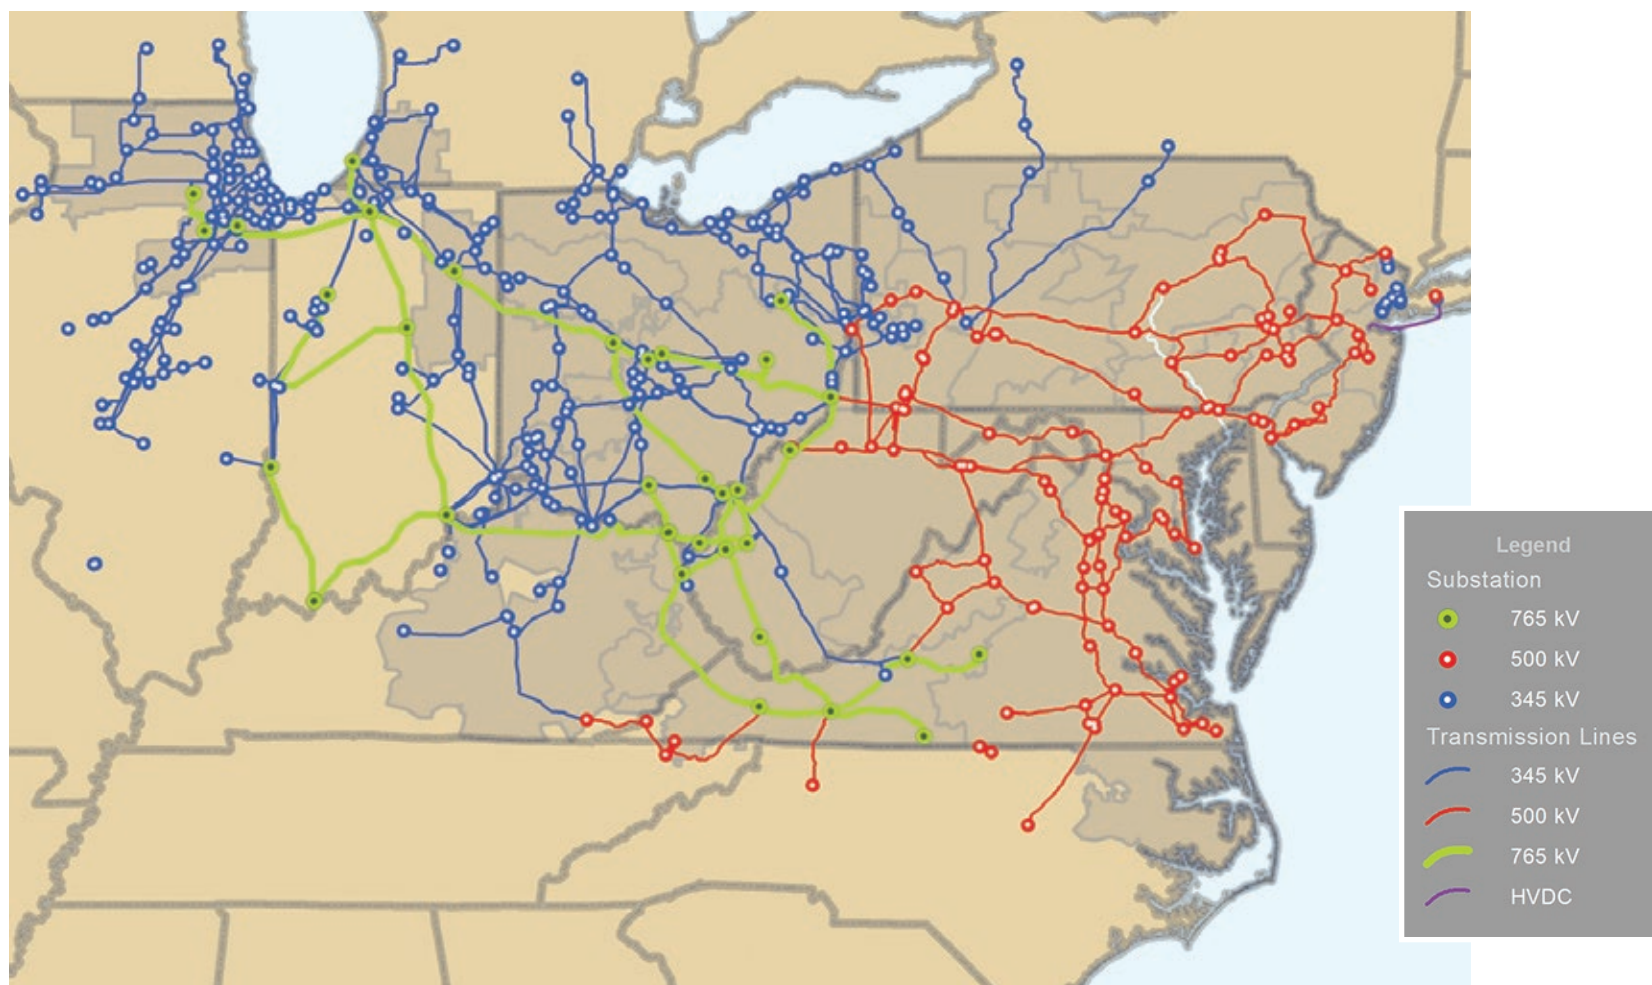 Legend
Substation
765 kV
500 kV
345 kV
Transmission Lines
345 kV
500 kV
765 kV
HVDC